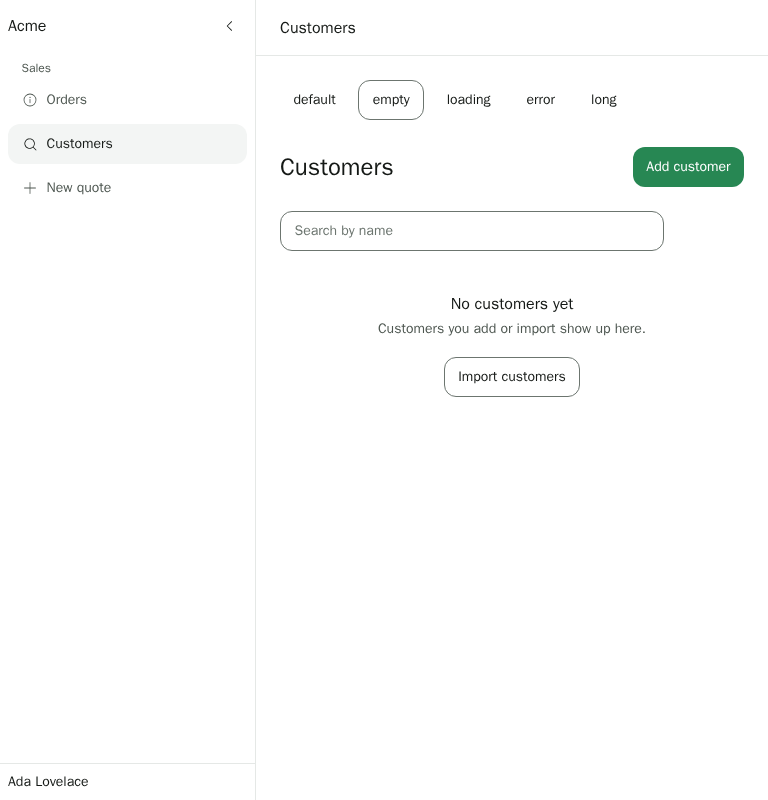 Acme
Sales
Orders
Customers
New quote
Ada Lovelace
Customers
default empty loading error long
Customers
Add customer
Search by name
No customers yet
Customers you add or import show up here.
Import customers